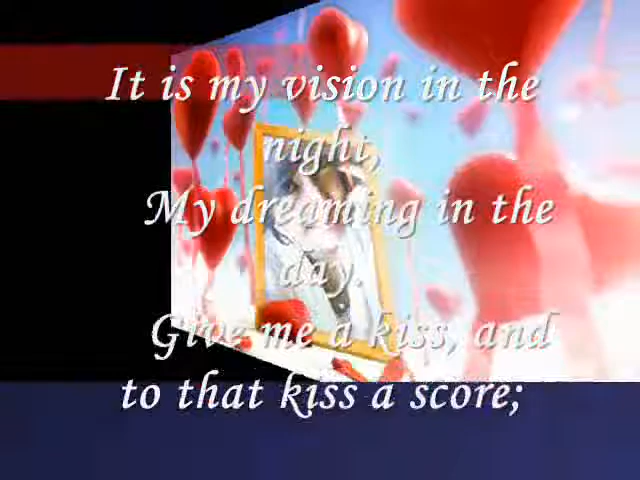 It is my vision in the
night,
My dreaming in the
day.
Give me a kiss, and
to that kiss a score;